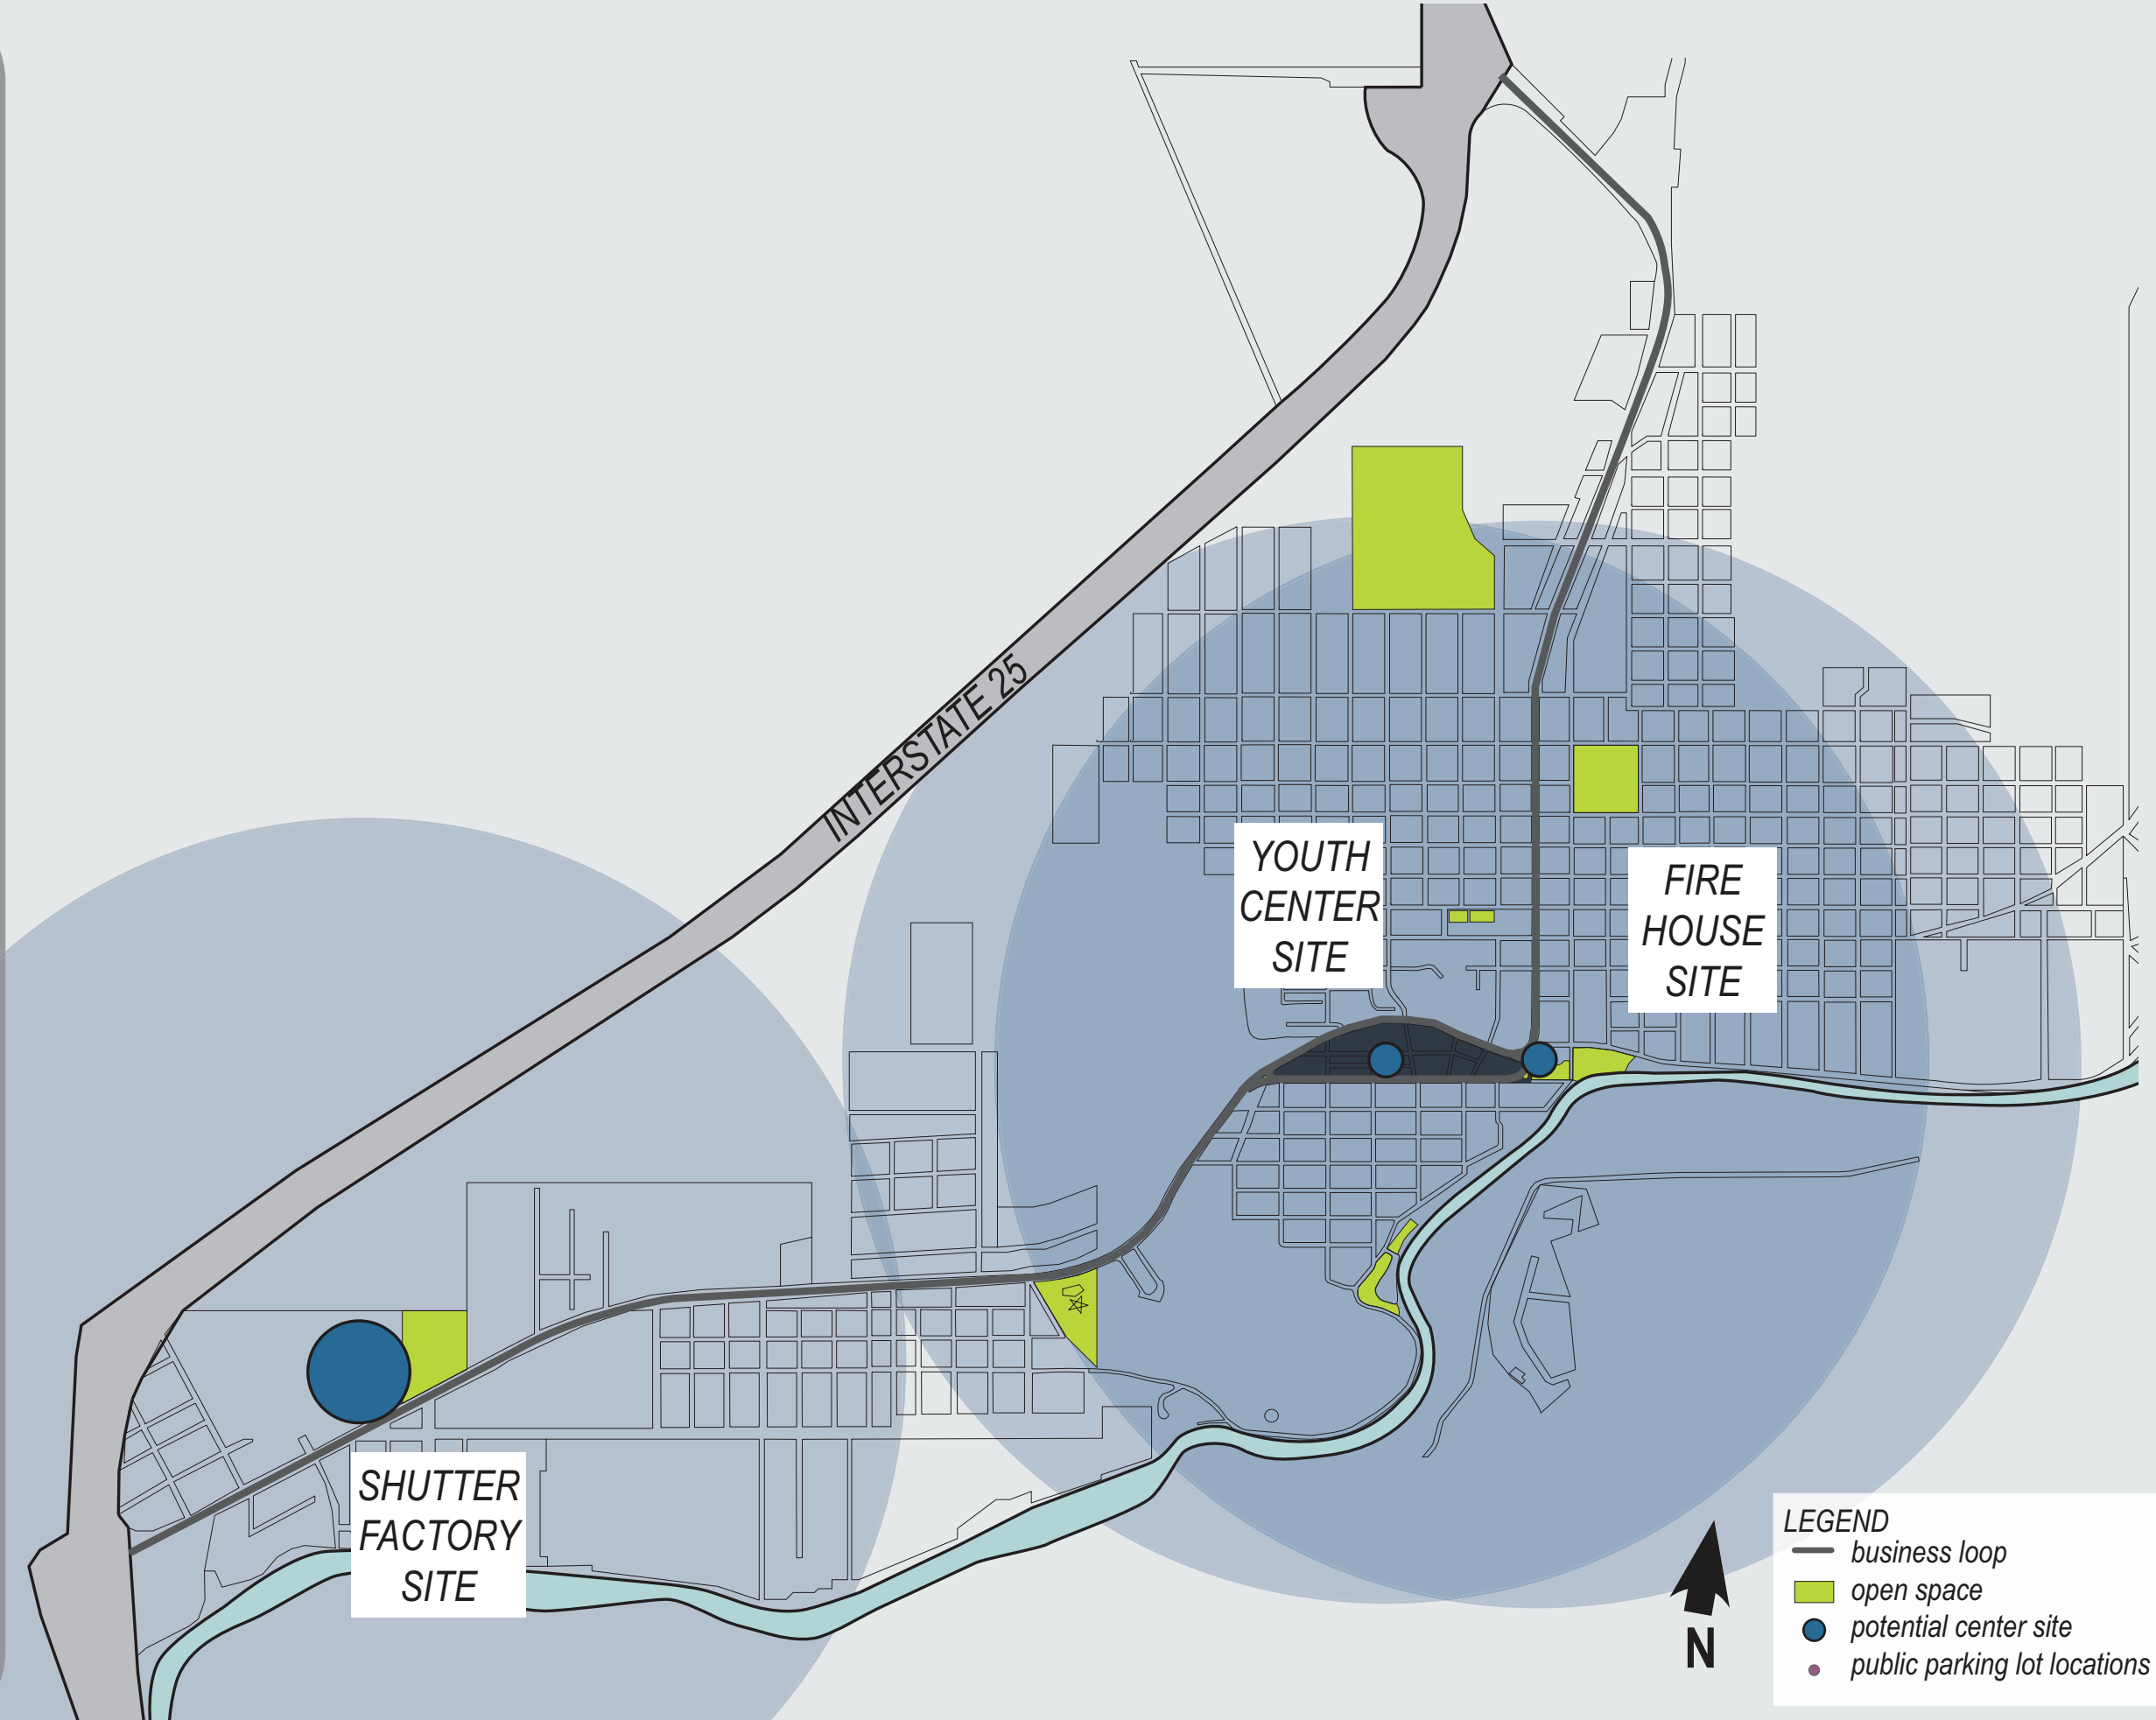 INTERSTATE 25
YOUTH
CENTER
SITE
FIRE
HOUSE
SITE
SHUTTER
FACTORY
SITE
N
LEGEND
business loop
open space
potential center site
public parking lot locations